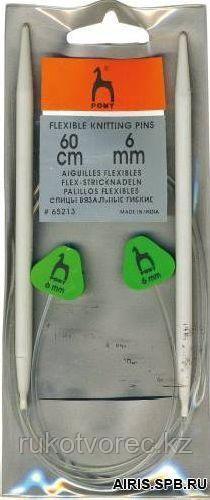 PONY
FLEXIBLE KNITTING PINS
60 6
cm mm
AIGUILLES FLEXIBLES
FLEX-STRICKNADELN
PALILLOS FLEXIBLES
СПИЦЫ ВЯЗАЛЬНЫЕ ГИБКИЕ
# 65213 MADE IN INDIA
6 mm 6 mm
rukotvorec.kz
AIRIS.SPB.RU